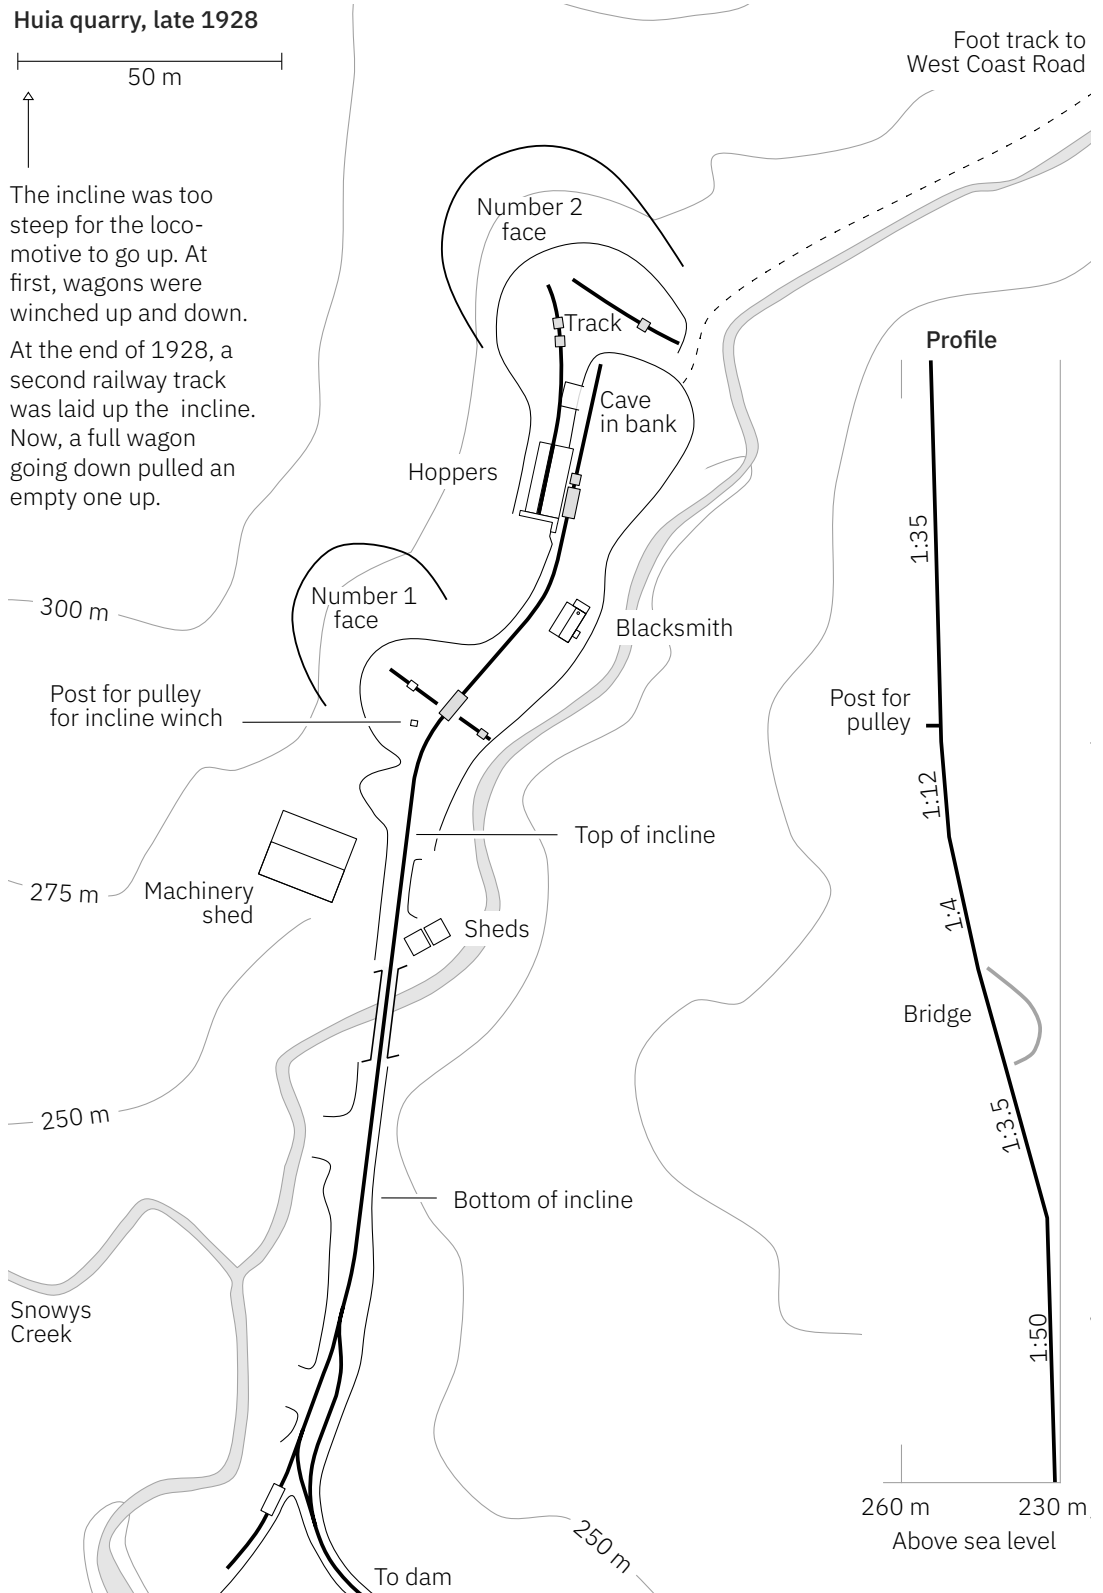 Huia quarry, late 1928
50 m
Foot track to
West Coast Road
The incline was too
steep for the loco-
motive to go up. At
first, wagons were
winched up and down.
At the end of 1928, a
second railway track
was laid up the  incline.
Now, a full wagon
going down pulled an
empty one up.
Number 2
face
Track
Profile
Cave
in bank
Hoppers
1:35
Number 1
face
300 m
Blacksmith
Post for pulley
for incline winch
Post for
pulley
1:12
Top of incline
275 m
Machinery
shed
1:4
Sheds
Bridge
250 m
1:3.5
Bottom of incline
Snowys
Creek
1:50
260 m
230 m
Above sea level
250 m
To dam